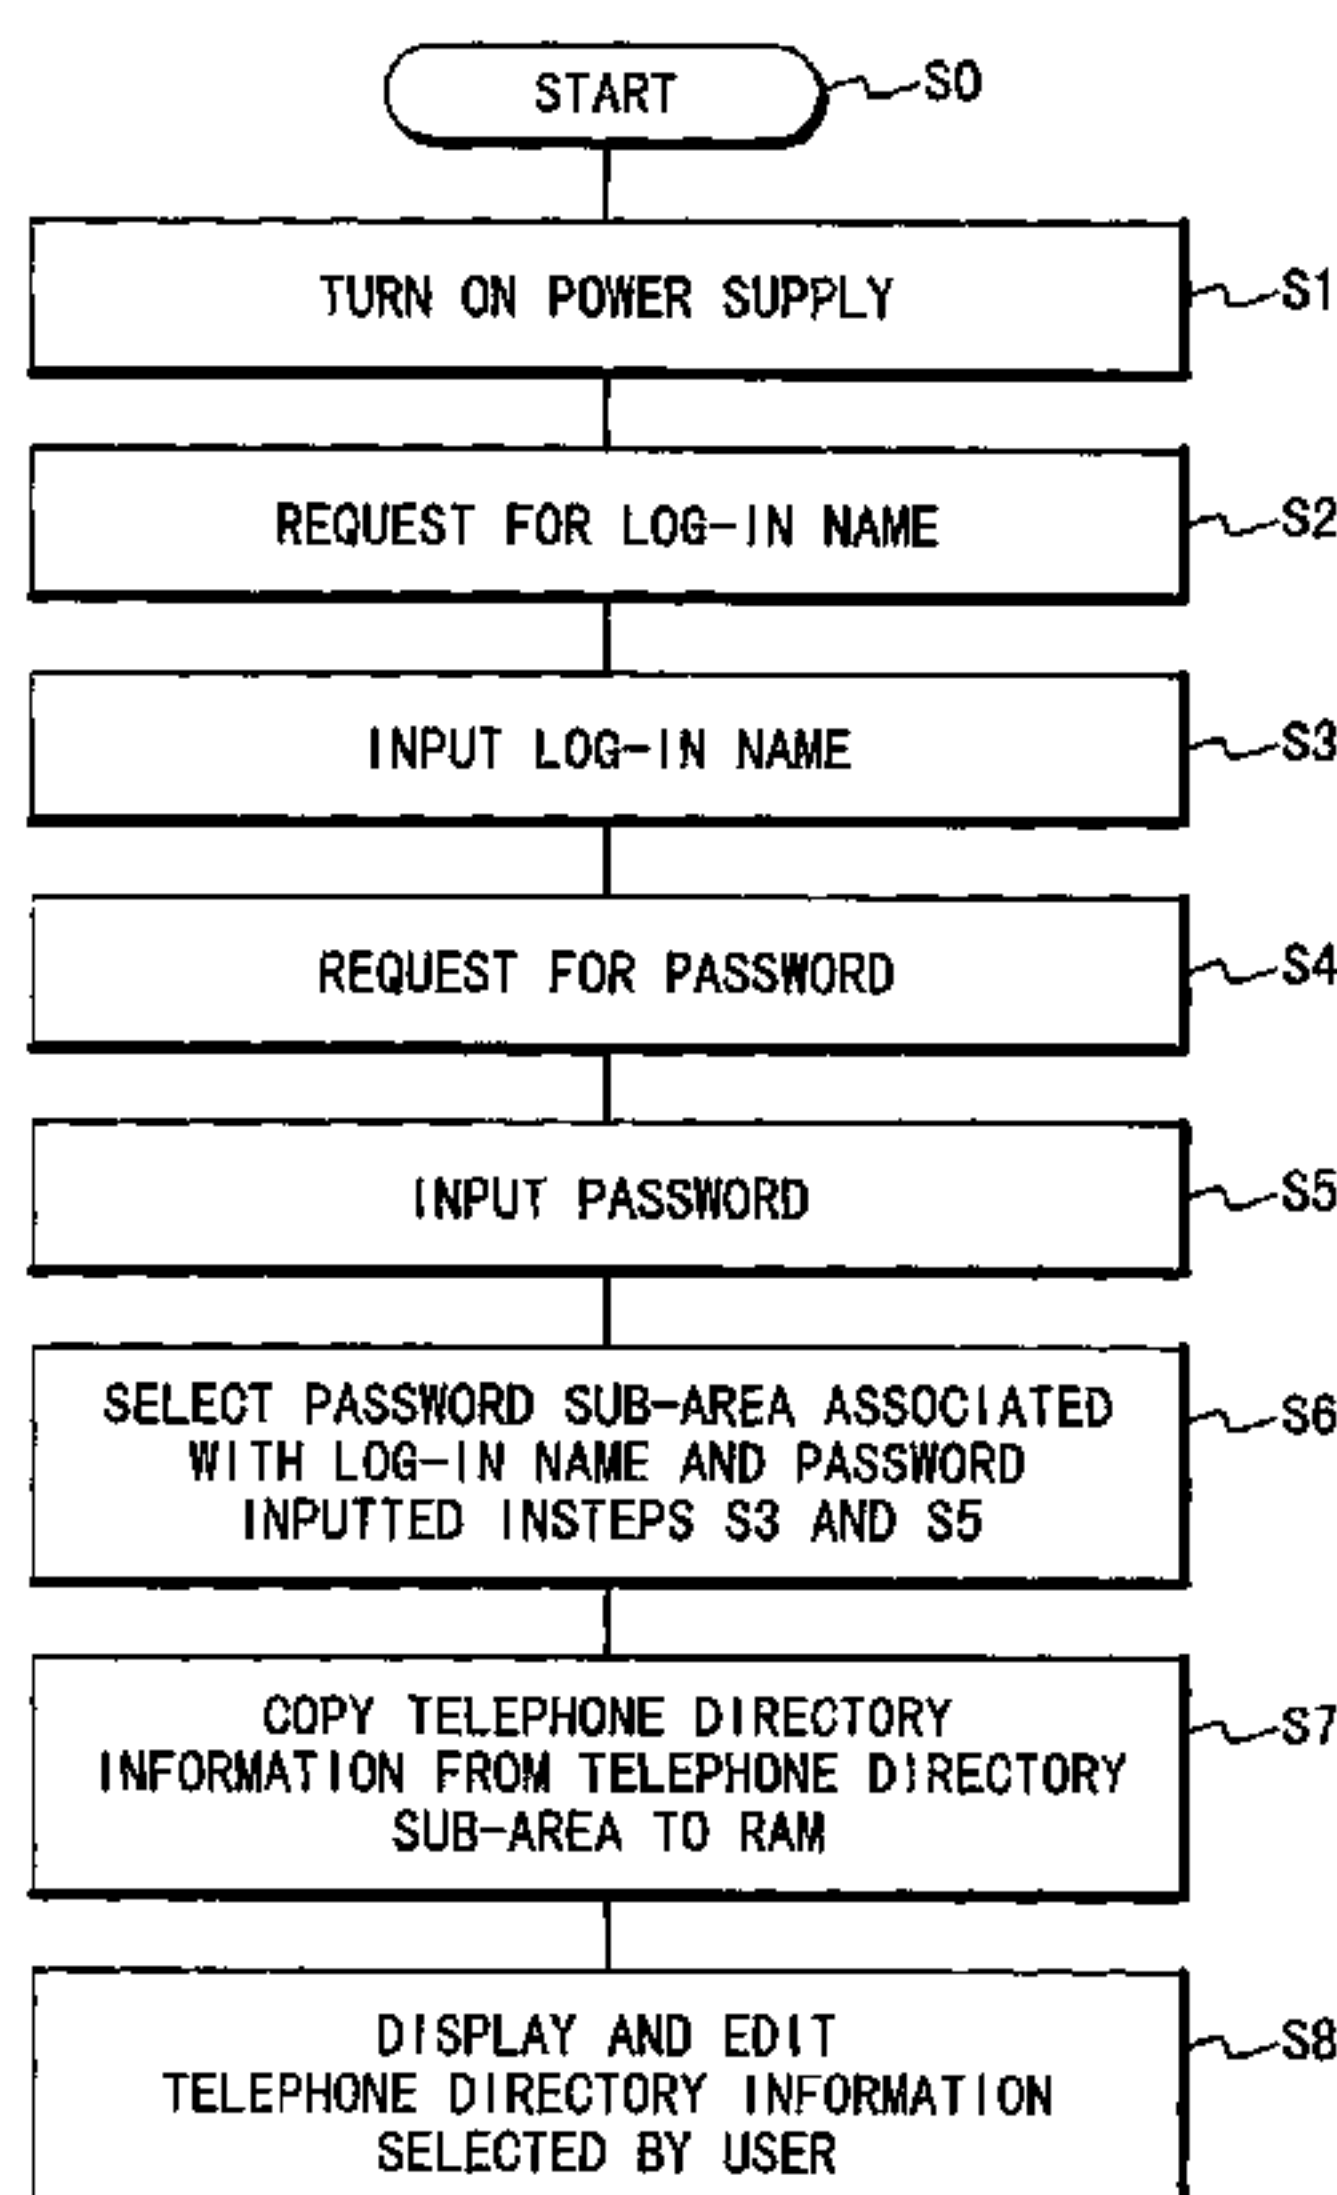 START
S0
TURN ON POWER SUPPLY
S1
REQUEST FOR LOG-IN NAME
S2
INPUT LOG-IN NAME
S3
REQUEST FOR PASSWORD
S4
INPUT PASSWORD
S5
SELECT PASSWORD SUB-AREA ASSOCIATED
WITH LOG-IN NAME AND PASSWORD
INPUTTED INSTEPS S3 AND S5
S6
COPY TELEPHONE DIRECTORY
INFORMATION FROM TELEPHONE DIRECTORY
SUB-AREA TO RAM
S7
DISPLAY AND EDIT
TELEPHONE DIRECTORY INFORMATION
SELECTED BY USER
S8